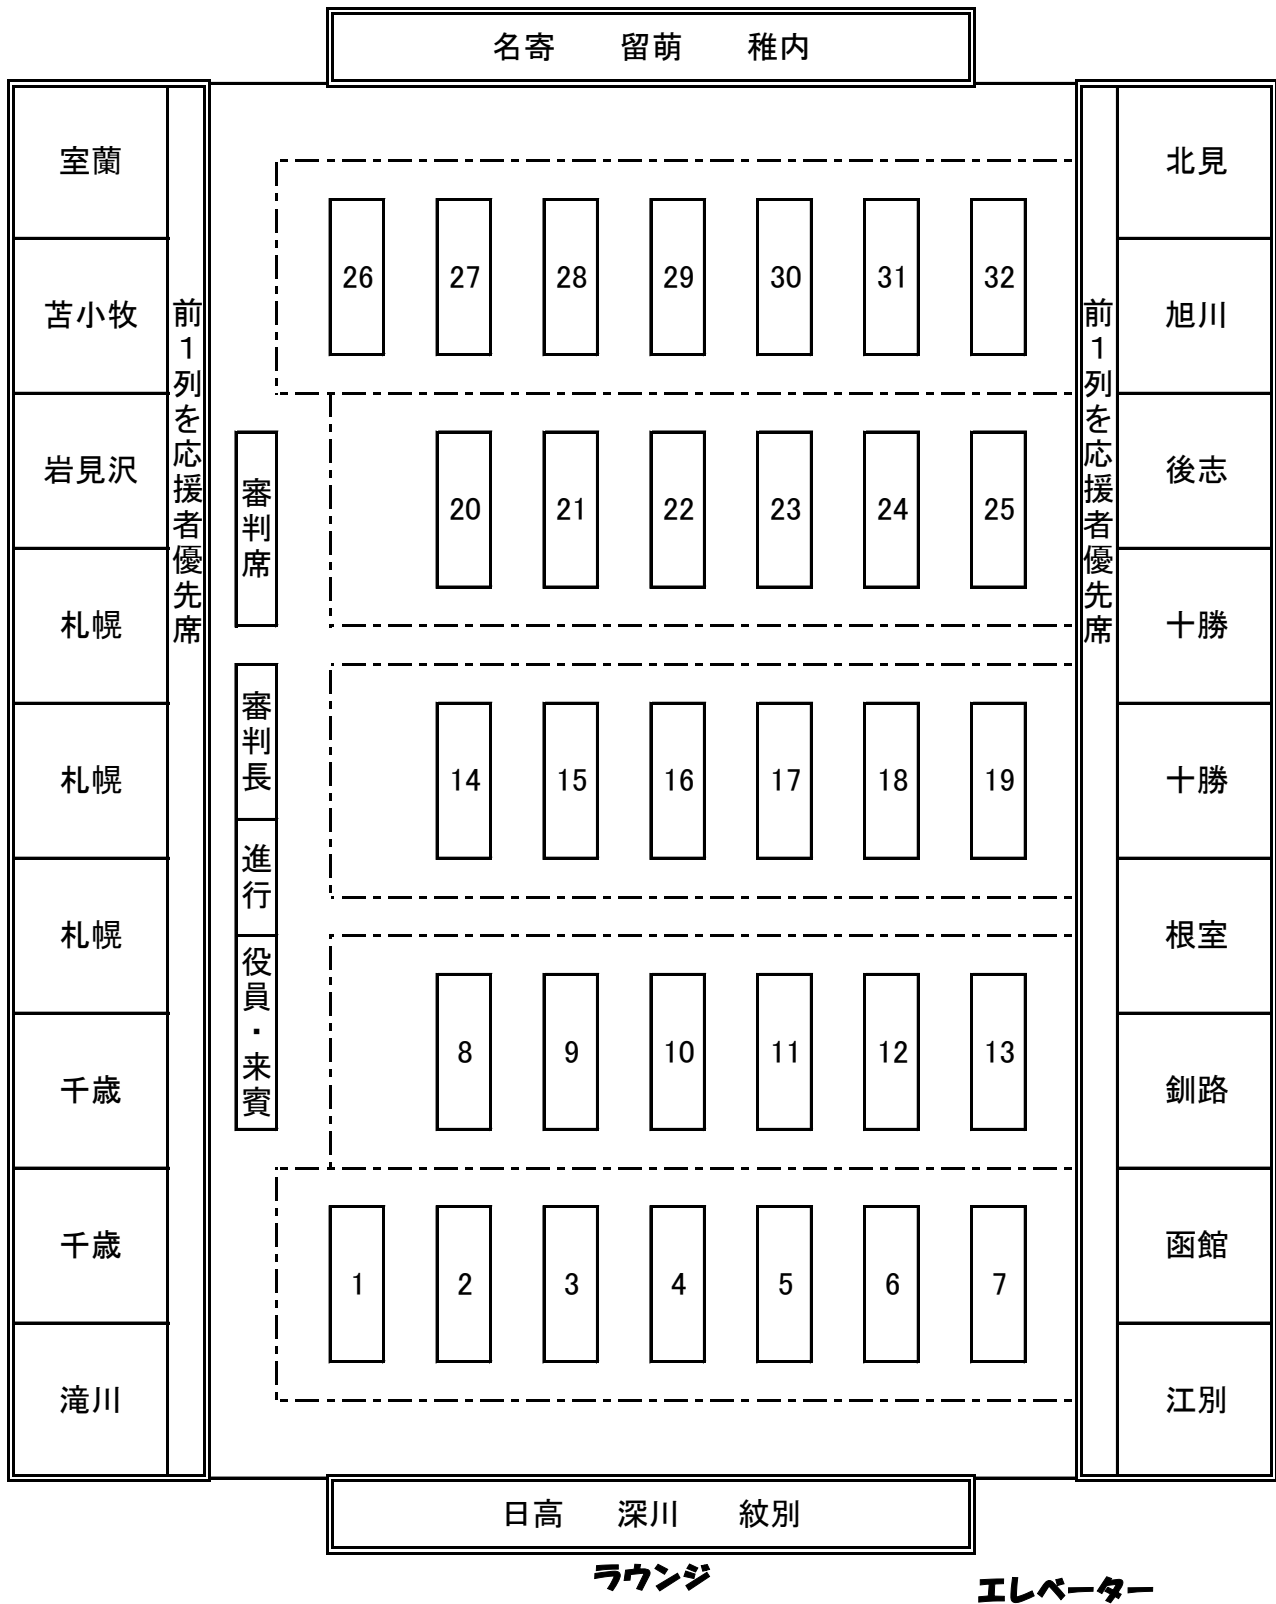 名寄 留萌 稚内
室蘭
苫小牧
岩見沢
札幌
札幌
札幌
千歳
千歳
滝川
前1列を応援者優先席
審判席
審判長
進行
役員・来賓
26 27 28 29 30 31 32
20 21 22 23 24 25
14 15 16 17 18 19
8 9 10 11 12 13
1 2 3 4 5 6 7
前1列を応援者優先席
北見
旭川
後志
十勝
十勝
根室
釧路
函館
江別
日高 深川 紋別
ラウンジ
エレベーター